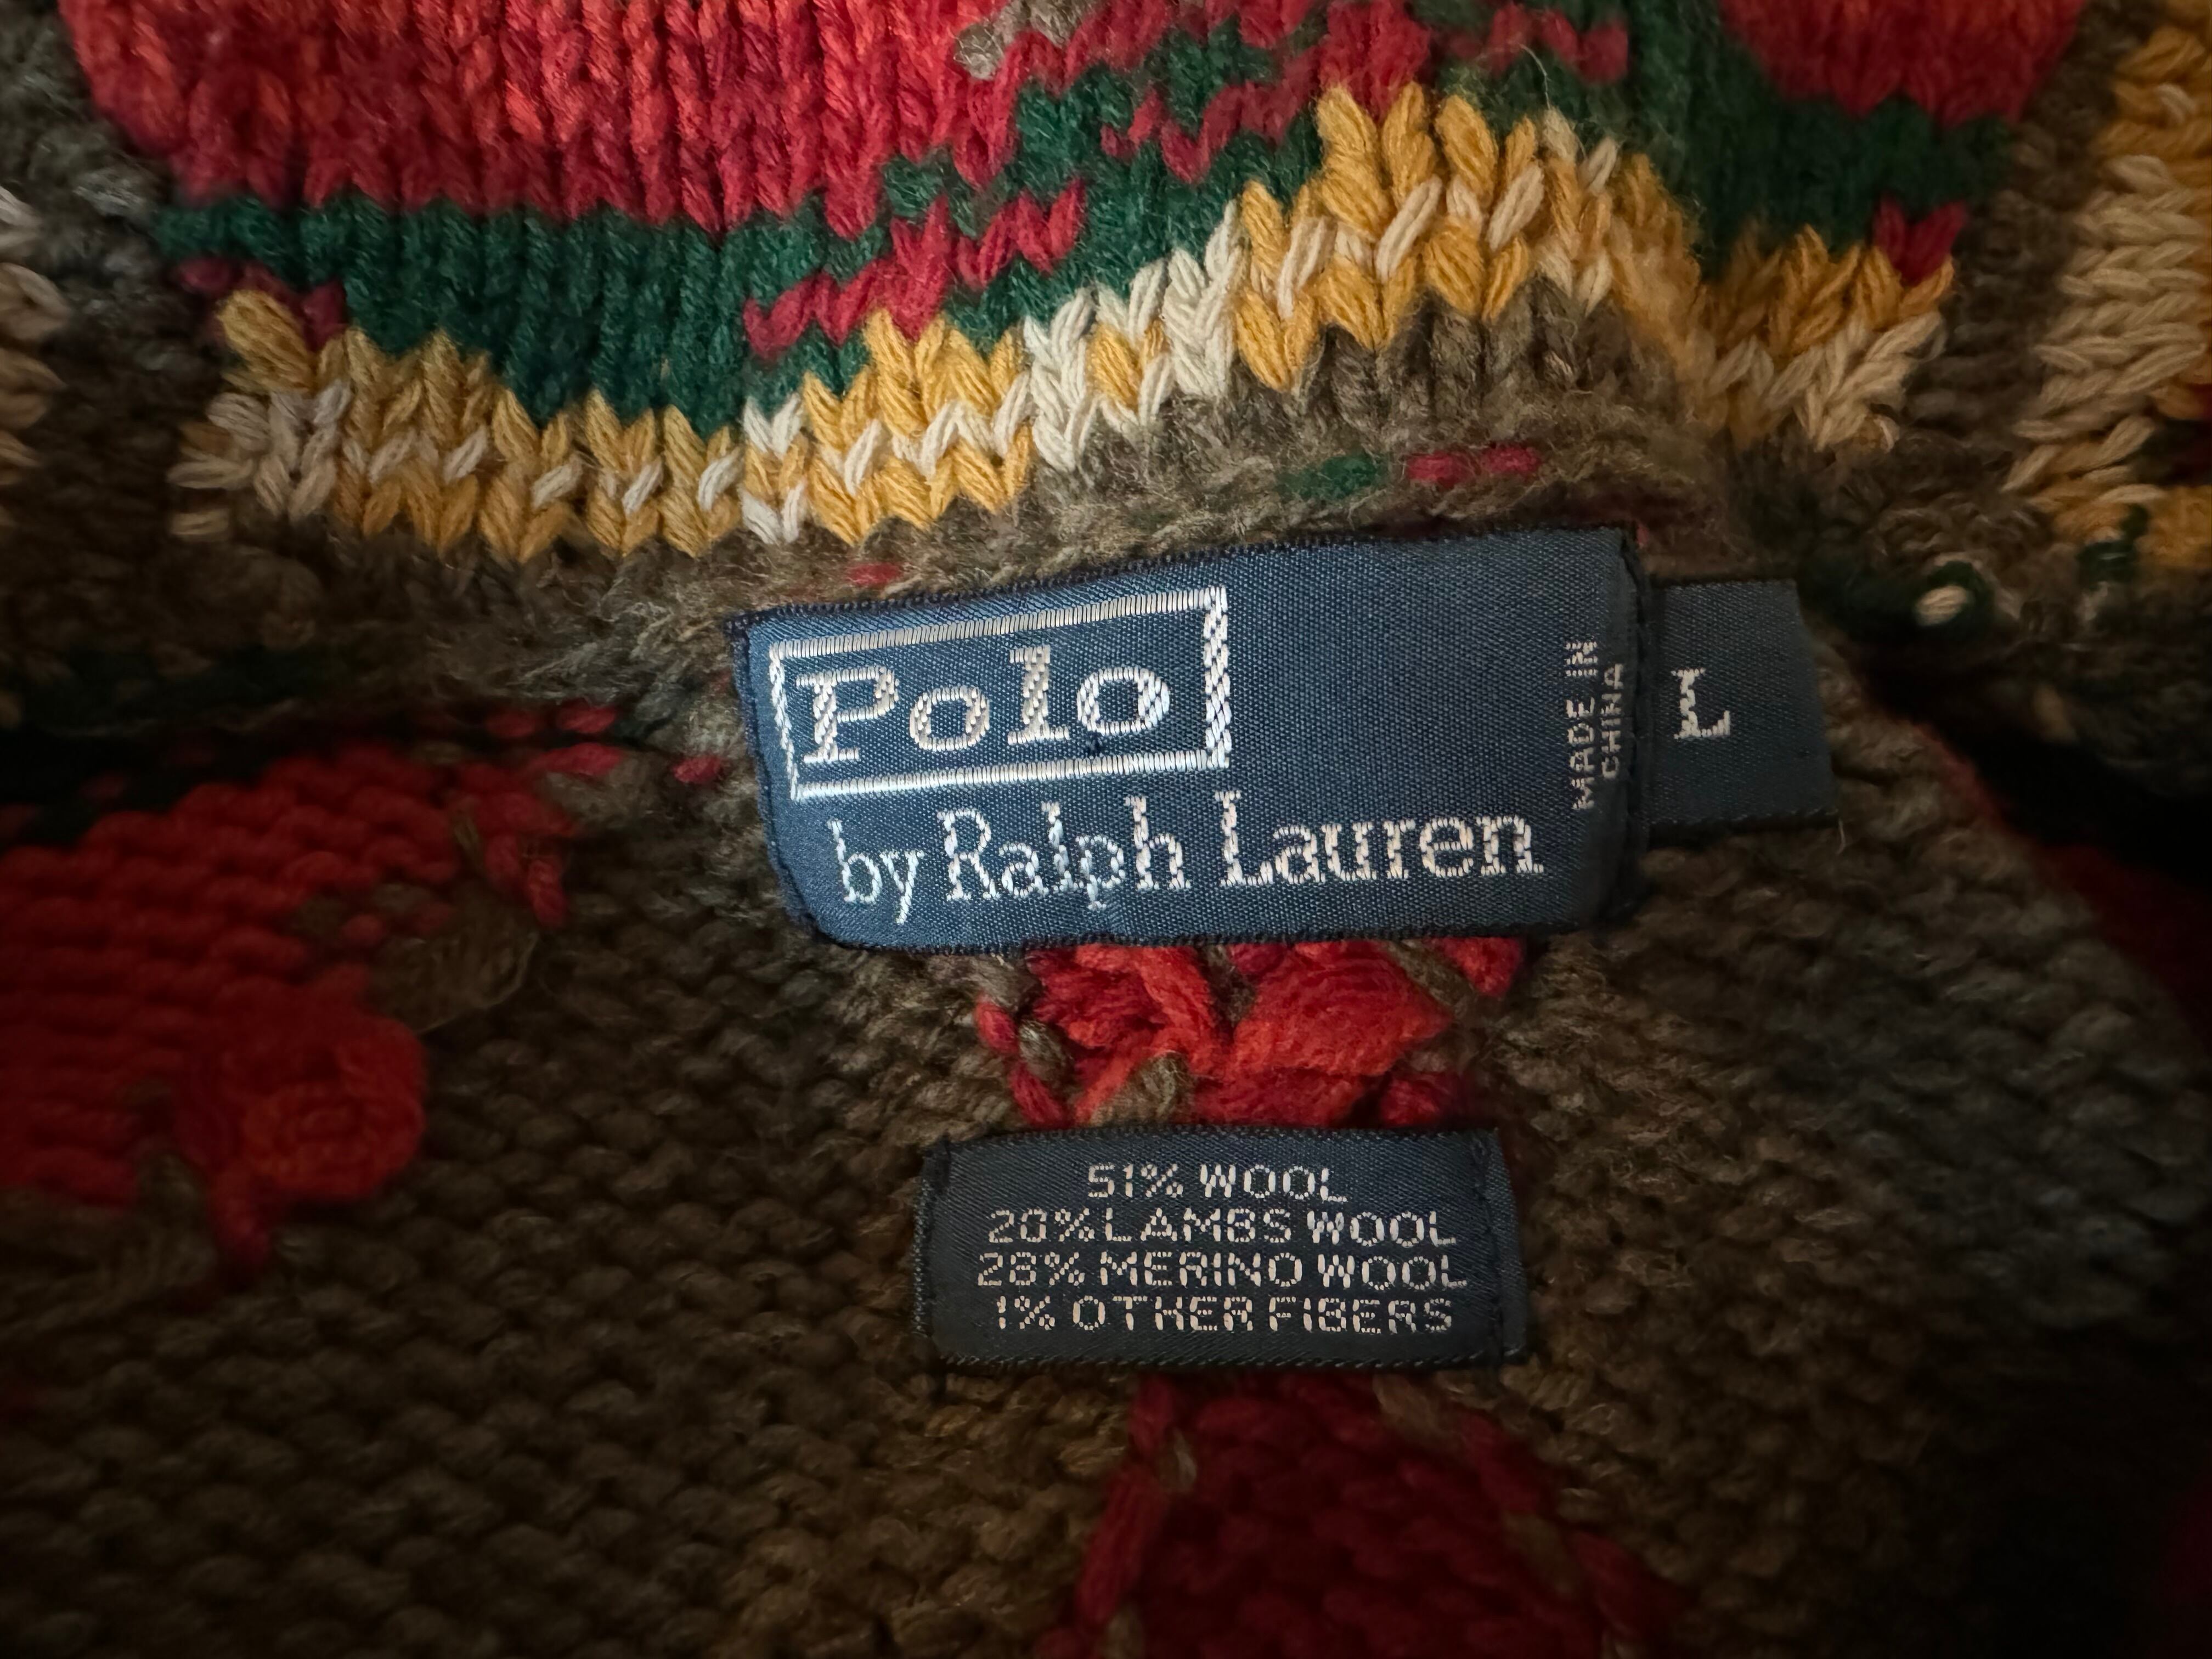 Polo
by Ralph Lauren
MADE IN
CHINA
L
51% WOOL
20% LAMBS WOOL
28% MERINO WOOL
1% OTHER FIBERS